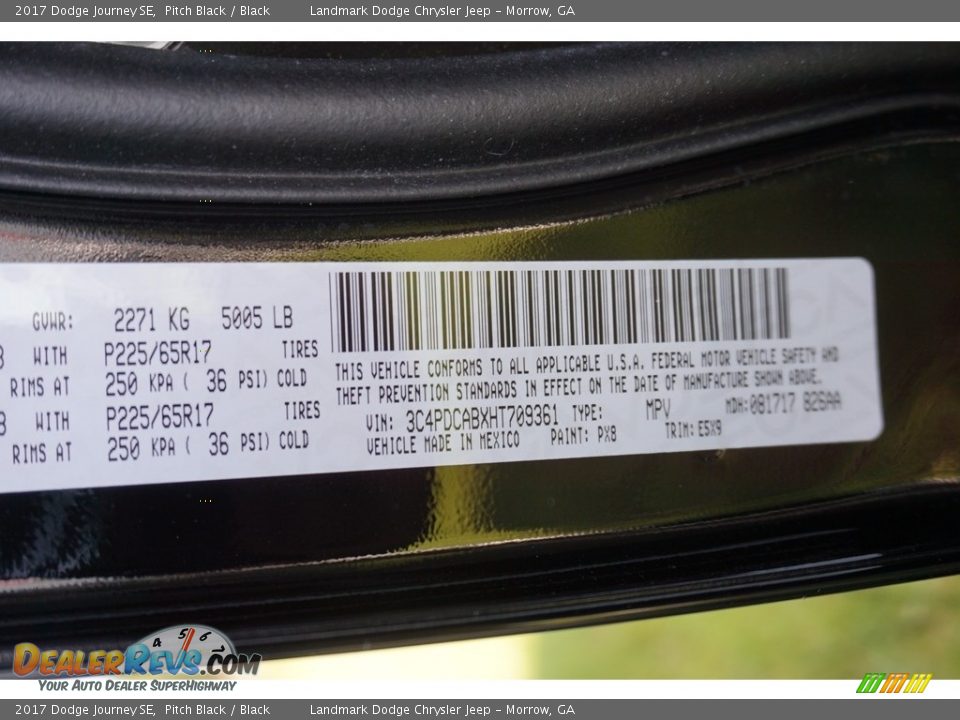 2017 Dodge Journey SE, Pitch Black / Black Landmark Dodge Chrysler Jeep - Morrow, GA
GVWR: 2271 KG 5005 LB
WITH P225/65R17 TIRES
RIMS AT 250 KPA ( 36 PSI) COLD
WITH P225/65R17 TIRES
RIMS AT 250 KPA ( 36 PSI) COLD
THIS VEHICLE CONFORMS TO ALL APPLICABLE U.S.A. FEDERAL MOTOR VEHICLE SAFETY AND
THEFT PREVENTION STANDARDS IN EFFECT ON THE DATE OF MANUFACTURE SHOWN ABOVE.
VIN: 3C4PDCABXHT709361 TYPE: MPV MDH: 081717 826AA
VEHICLE MADE IN MEXICO PAINT: PX8 TRIM: E5X9
4 5 6
DEALERREVS.COM
YOUR AUTO DEALER SUPERHIGHWAY
2017 Dodge Journey SE, Pitch Black / Black Landmark Dodge Chrysler Jeep - Morrow, GA